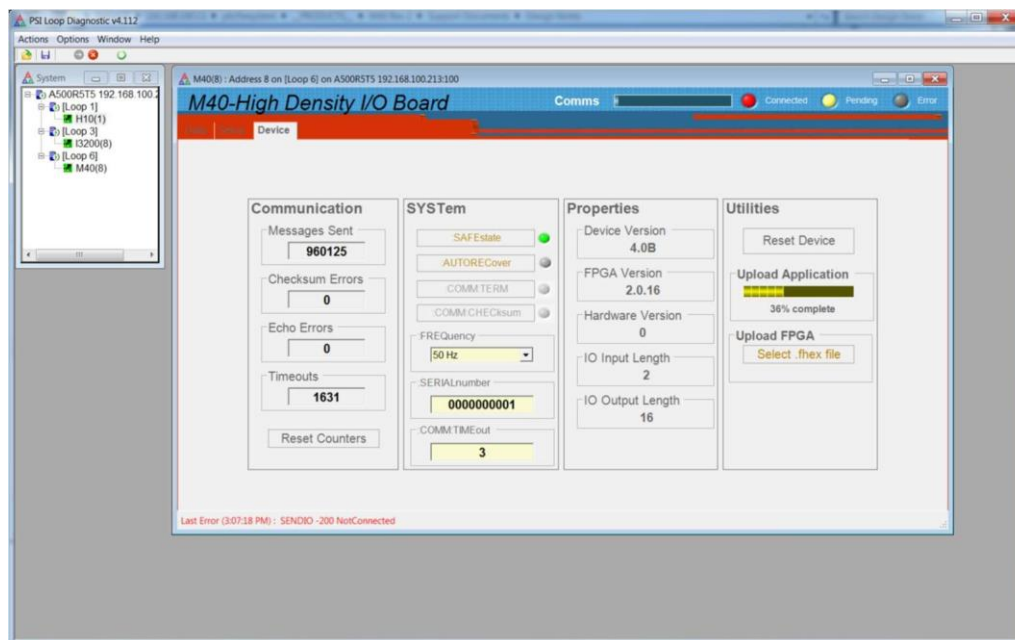 PSI Loop Diagnostic v4.112
Actions Options Window Help
System
A500R5T5 192.168.100.2
[Loop 1]
H10(1)
[Loop 3]
I3200(8)
[Loop 6]
M40(8)
M40(8) : Address 8 on [Loop 6] on A500R5T5 192.168.100.213:100
M40-High Density I/O Board
Comms
Connected
Pending
Error
Device
Communication
Messages Sent
960125
Checksum Errors
0
Echo Errors
0
Timeouts
1631
Reset Counters
SYSTem
SAFEstate
AUTORECover
COMM:TERM
COMM:CHECksum
FREQuency
50 Hz
SERIALnumber
0000000001
COMM:TIMEout
3
Properties
Device Version
4.0B
FPGA Version
2.0.16
Hardware Version
0
IO Input Length
2
IO Output Length
16
Utilities
Reset Device
Upload Application
36% complete
Upload FPGA
Select .fhex file
Last Error (3:07:18 PM) : SENDIO -200 NotConnected